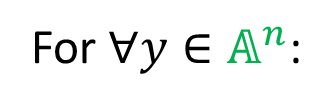 For ∀𝑦 ∈ 𝔸ⁿ: